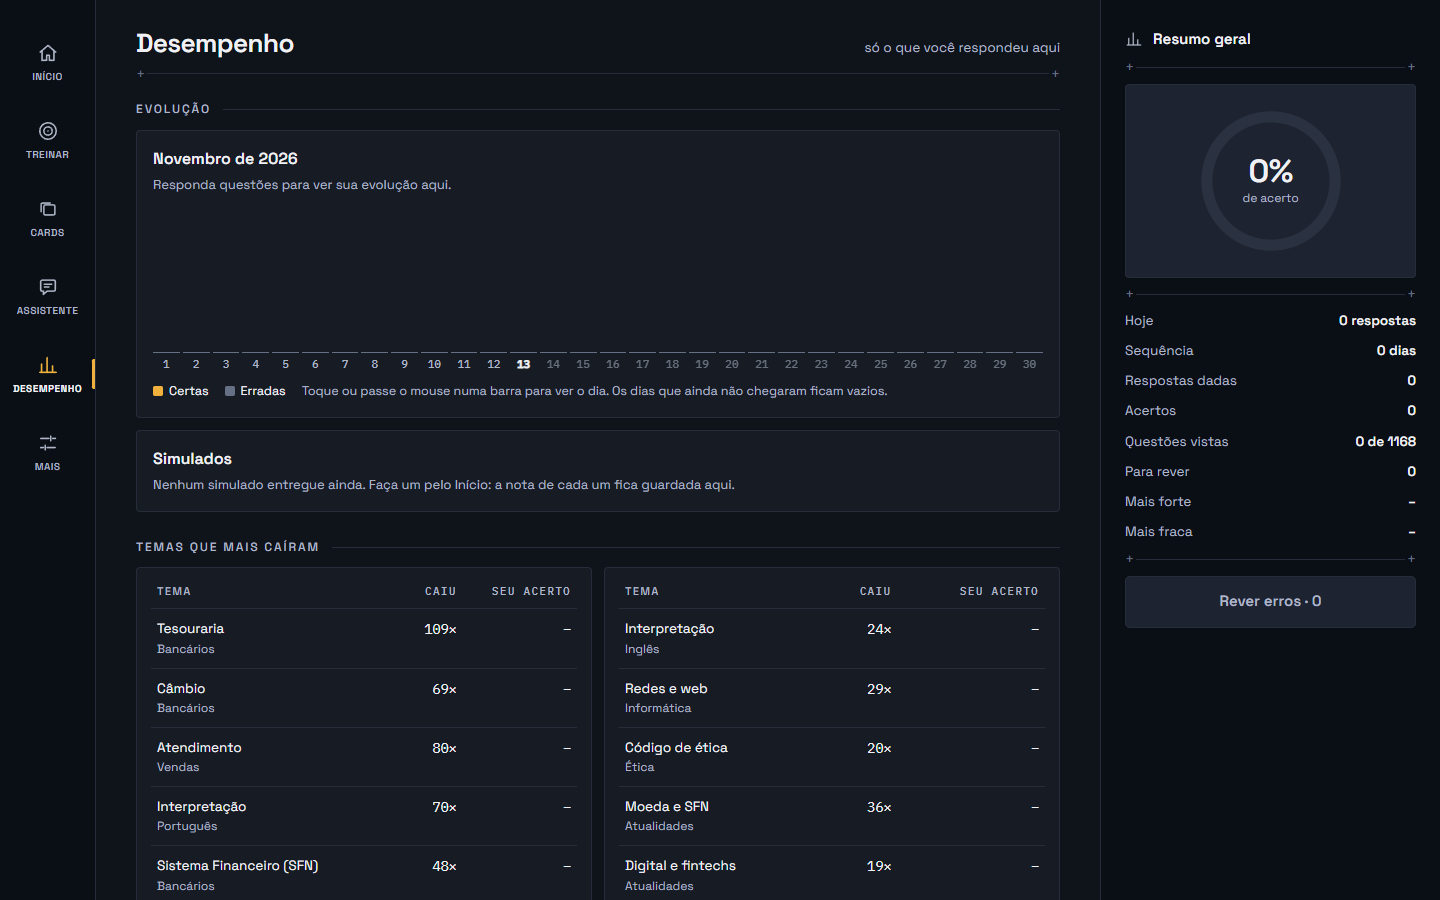 INÍCIO
TREINAR
CARDS
ASSISTENTE
DESEMPENHO
MAIS
Desempenho
só o que você respondeu aqui
EVOLUÇÃO
Novembro de 2026
Responda questões para ver sua evolução aqui.
1 2 3 4 5 6 7 8 9 10 11 12 13 14 15 16 17 18 19 20 21 22 23 24 25 26 27 28 29 30
Certas Erradas Toque ou passe o mouse numa barra para ver o dia. Os dias que ainda não chegaram ficam vazios.
Simulados
Nenhum simulado entregue ainda. Faça um pelo Início: a nota de cada um fica guardada aqui.
TEMAS QUE MAIS CAÍRAM
TEMA CAIU SEU ACERTO
Tesouraria 109× –
Bancários
Câmbio 69× –
Bancários
Atendimento 80× –
Vendas
Interpretação 70× –
Português
Sistema Financeiro (SFN) 48× –
Bancários
TEMA CAIU SEU ACERTO
Interpretação 24× –
Inglês
Redes e web 29× –
Informática
Código de ética 20× –
Ética
Moeda e SFN 36× –
Atualidades
Digital e fintechs 19× –
Atualidades
Resumo geral
0%
de acerto
Hoje 0 respostas
Sequência 0 dias
Respostas dadas 0
Acertos 0
Questões vistas 0 de 1168
Para rever 0
Mais forte –
Mais fraca –
Rever erros · 0